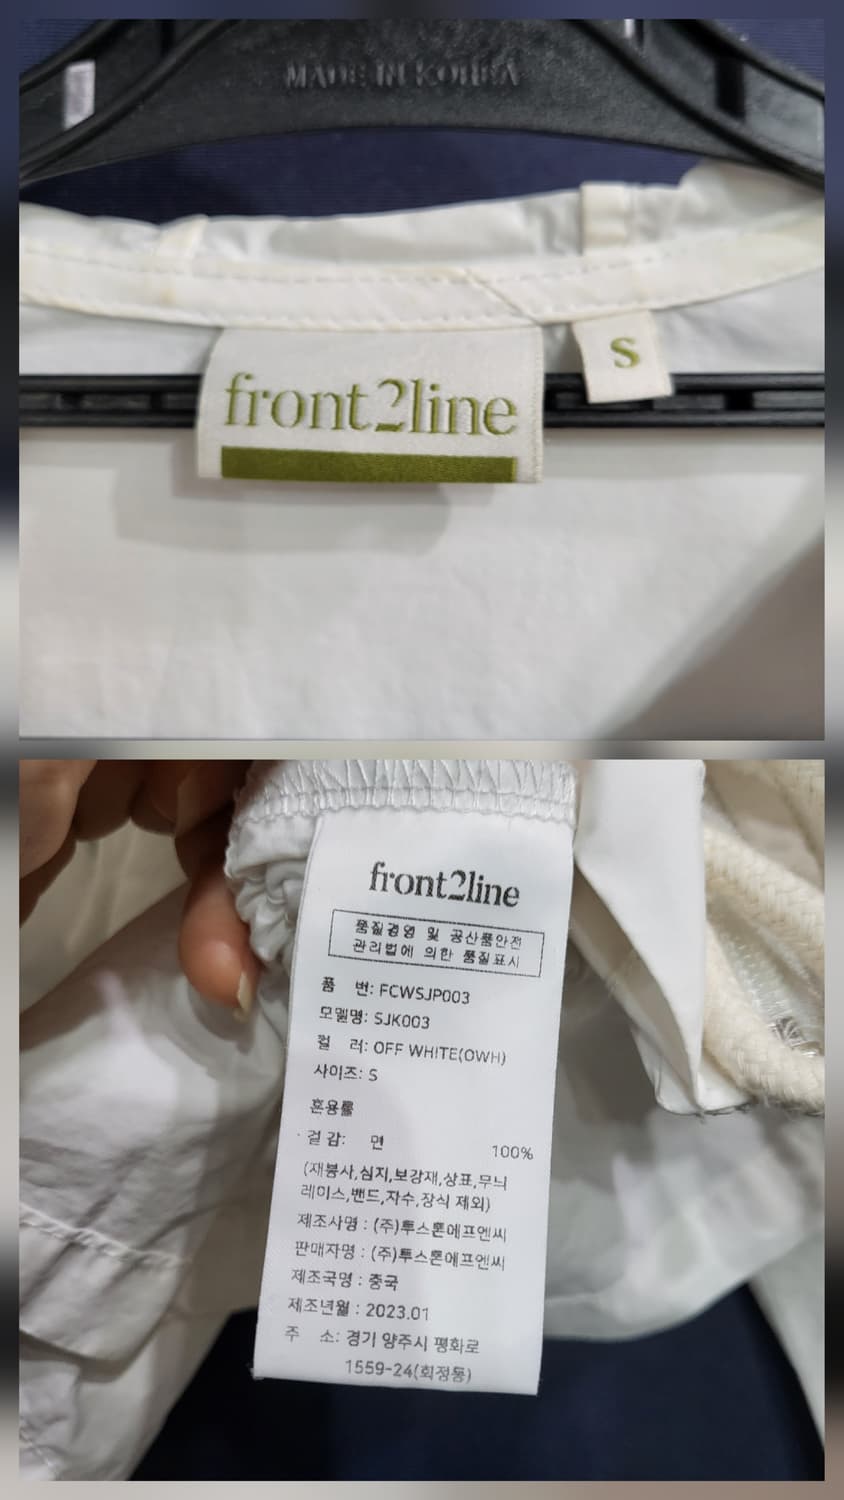 MADE IN KOREA
front2line
S
front2line
품질경영 및 공산품안전
관리법에 의한 품질표시
품 번: FCWSJP003
모델명: SJK003
컬 러: OFF WHITE(OWH)
사이즈: S
혼용률
· 겉감: 면 100%
(재봉사,심지,보강재,상표,무늬
레이스,밴드,자수,장식 제외)
제조사명 : (주)투스톤에프엔씨
판매자명 : (주)투스톤에프엔씨
제조국명 : 중국
제조년월 : 2023.01
주 소: 경기 양주시 평화로
1559-24(회정동)